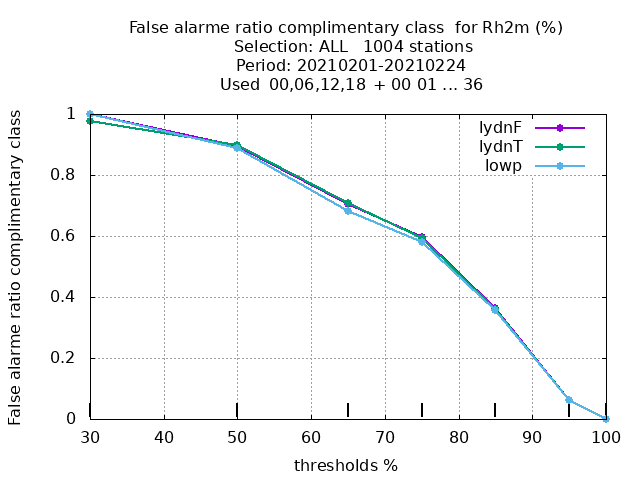 False alarme ratio complimentary class  for Rh2m (%)
Selection: ALL   1004 stations
Period: 20210201-20210224
Used  00,06,12,18  + 00 01 ... 36
False alarme ratio complimentary class
1
0.8
0.6
0.4
0.2
0
lydnF
lydnT
lowp
30 40 50 60 70 80 90 100
thresholds %